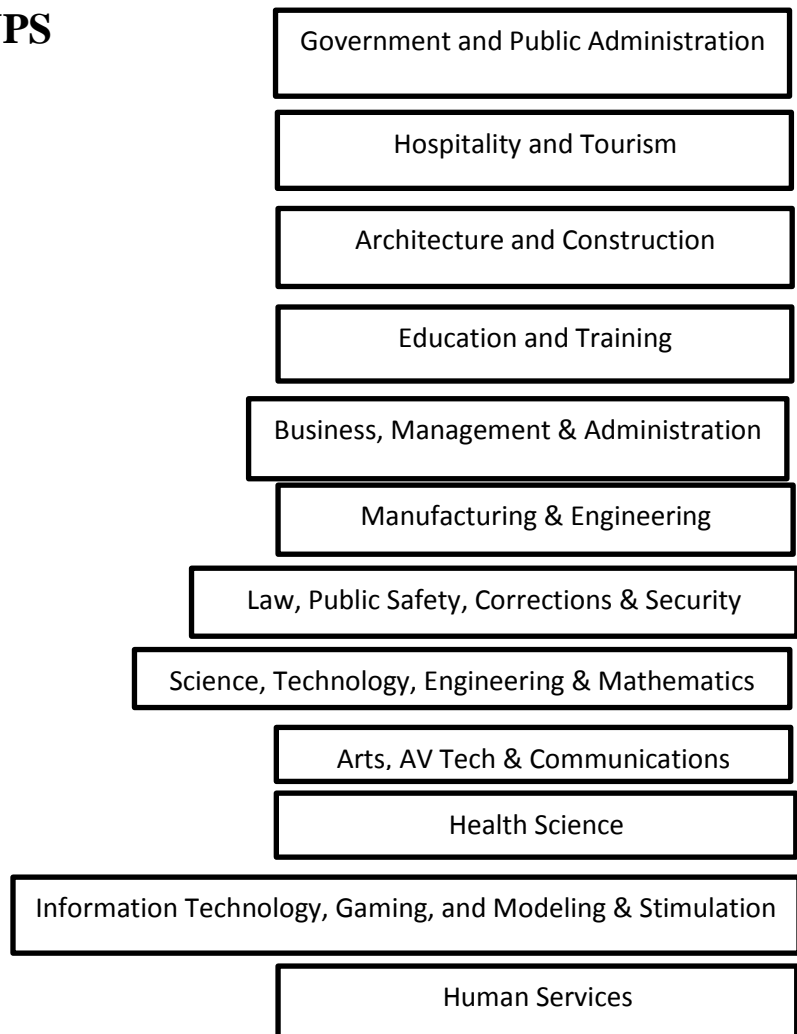 Government and Public Administration
Hospitality and Tourism
Architecture and Construction
Education and Training
Business, Management & Administration
Manufacturing & Engineering
Law, Public Safety, Corrections & Security
Science, Technology, Engineering & Mathematics
Arts, AV Tech & Communications
Health Science
Information Technology, Gaming, and Modeling & Stimulation
Human Services